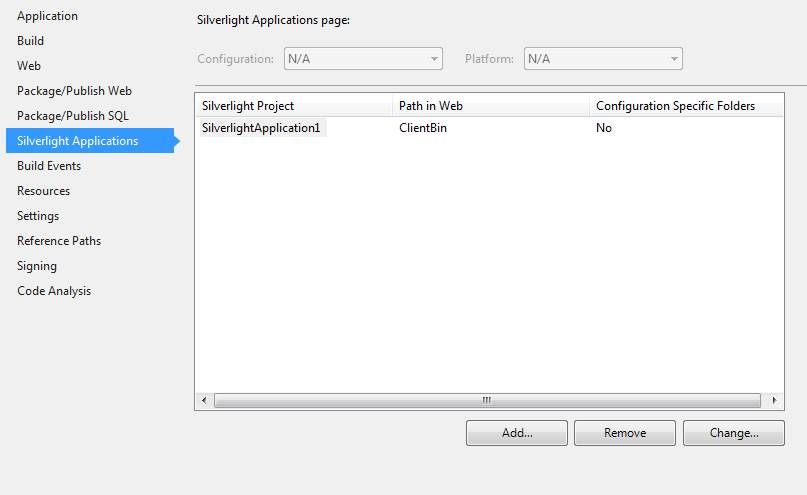 Application
Build
Web
Package/Publish Web
Package/Publish SQL
Silverlight Applications
Build Events
Resources
Settings
Reference Paths
Signing
Code Analysis
Silverlight Applications page:
Configuration: N/A Platform: N/A
Silverlight Project Path in Web Configuration Specific Folders
SilverlightApplication1 ClientBin No
Add... Remove Change...